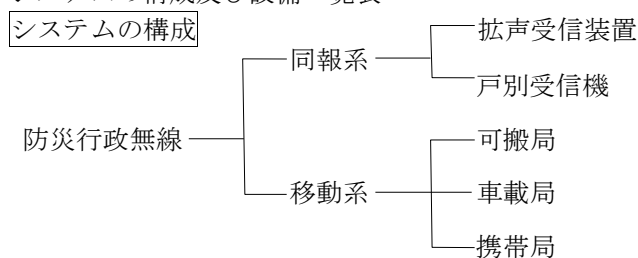 システムの構成
拡声受信装置
同報系
戸別受信機
防災行政無線
可搬局
移動系
車載局
携帯局